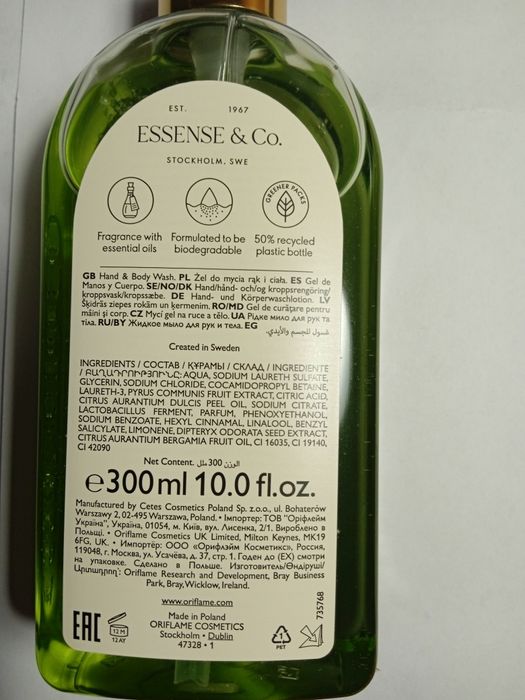 EST. 1967
ESSENSE & Co.
STOCKHOLM, SWE
GREENER PACKS
Fragrance with essential oils
Formulated to be biodegradable
50% recycled plastic bottle
GB Hand & Body Wash. PL Żel do mycia rąk i ciała. ES Gel de
Manos y Cuerpo. SE/NO/DK Hand/hånd- och/og kroppsrengöring/
kroppsvask/kropssæbe. DE Hand- und Körperwaschlotion. LV
Šķidrās ziepes rokām un ķermenim. RO/MD Gel de curățare pentru
mâini și corp. CZ Mycí gel na ruce a tělo. UA Рідке мило для рук та
тіла. RU/BY Жидкое мыло для рук и тела. EG
غسول للجسم والأيدي.
Created in Sweden
INGREDIENTS / СОСТАВ / ҚҰРАМЫ / СКЛАД / INGREDIENTE
/ ԲԱՂԱԴՐՈՒԹՅՈՒՆԸ: AQUA, SODIUM LAURETH SULFATE,
GLYCERIN, SODIUM CHLORIDE, COCAMIDOPROPYL BETAINE,
LAURETH-3, PYRUS COMMUNIS FRUIT EXTRACT, CITRIC ACID,
CITRUS AURANTIUM DULCIS PEEL OIL, SODIUM CITRATE,
LACTOBACILLUS FERMENT, PARFUM, PHENOXYETHANOL,
SODIUM BENZOATE, HEXYL CINNAMAL, LINALOOL, BENZYL
SALICYLATE, LIMONENE, DIPTERYX ODORATA SEED EXTRACT,
CITRUS AURANTIUM BERGAMIA FRUIT OIL, CI 16035, CI 19140,
CI 42090
Net Content. الوزن 300 ملل
℮300ml 10.0 fl.oz.
Manufactured by Cetes Cosmetics Poland Sp. z.o.o., ul. Bohaterów
Warszawy 2, 02-495 Warszawa, Poland. • Імпортер: ТОВ "Оріфлейм
Україна", Україна, 01054, м. Київ, вул. Лисенка, 2/1. Вироблено в
Польщі. • Oriflame Cosmetics UK Limited, Milton Keynes, MK19
6FG, UK. • Импортёр: ООО «Орифлэйм Косметикс», Россия,
119048, г. Москва, ул. Усачёва, д. 37, стр. 1. Годен до (EX) смотри
на упаковке. Сделано в Польше. Изготовитель/Өндіруші/
Արտադրող: Oriflame Research and Development, Bray Business
Park, Bray, Wicklow, Ireland.
www.oriflame.com
Made in Poland
ORIFLAME COSMETICS
Stockholm • Dublin
47328 • 1
EAC
12 M
12 AY
1
PET
735768